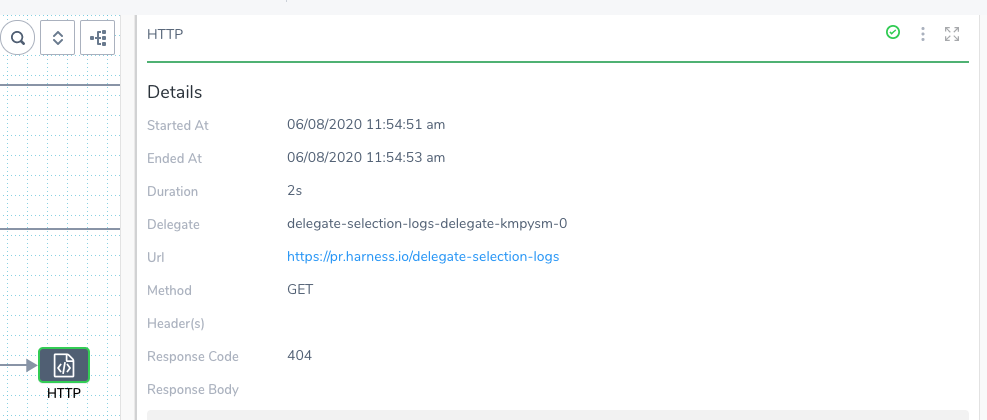 HTTP
Details
Started At 06/08/2020 11:54:51 am
Ended At 06/08/2020 11:54:53 am
Duration 2s
Delegate delegate-selection-logs-delegate-kmpysm-0
Url https://pr.harness.io/delegate-selection-logs
Method GET
Header(s)
Response Code 404
Response Body
HTTP